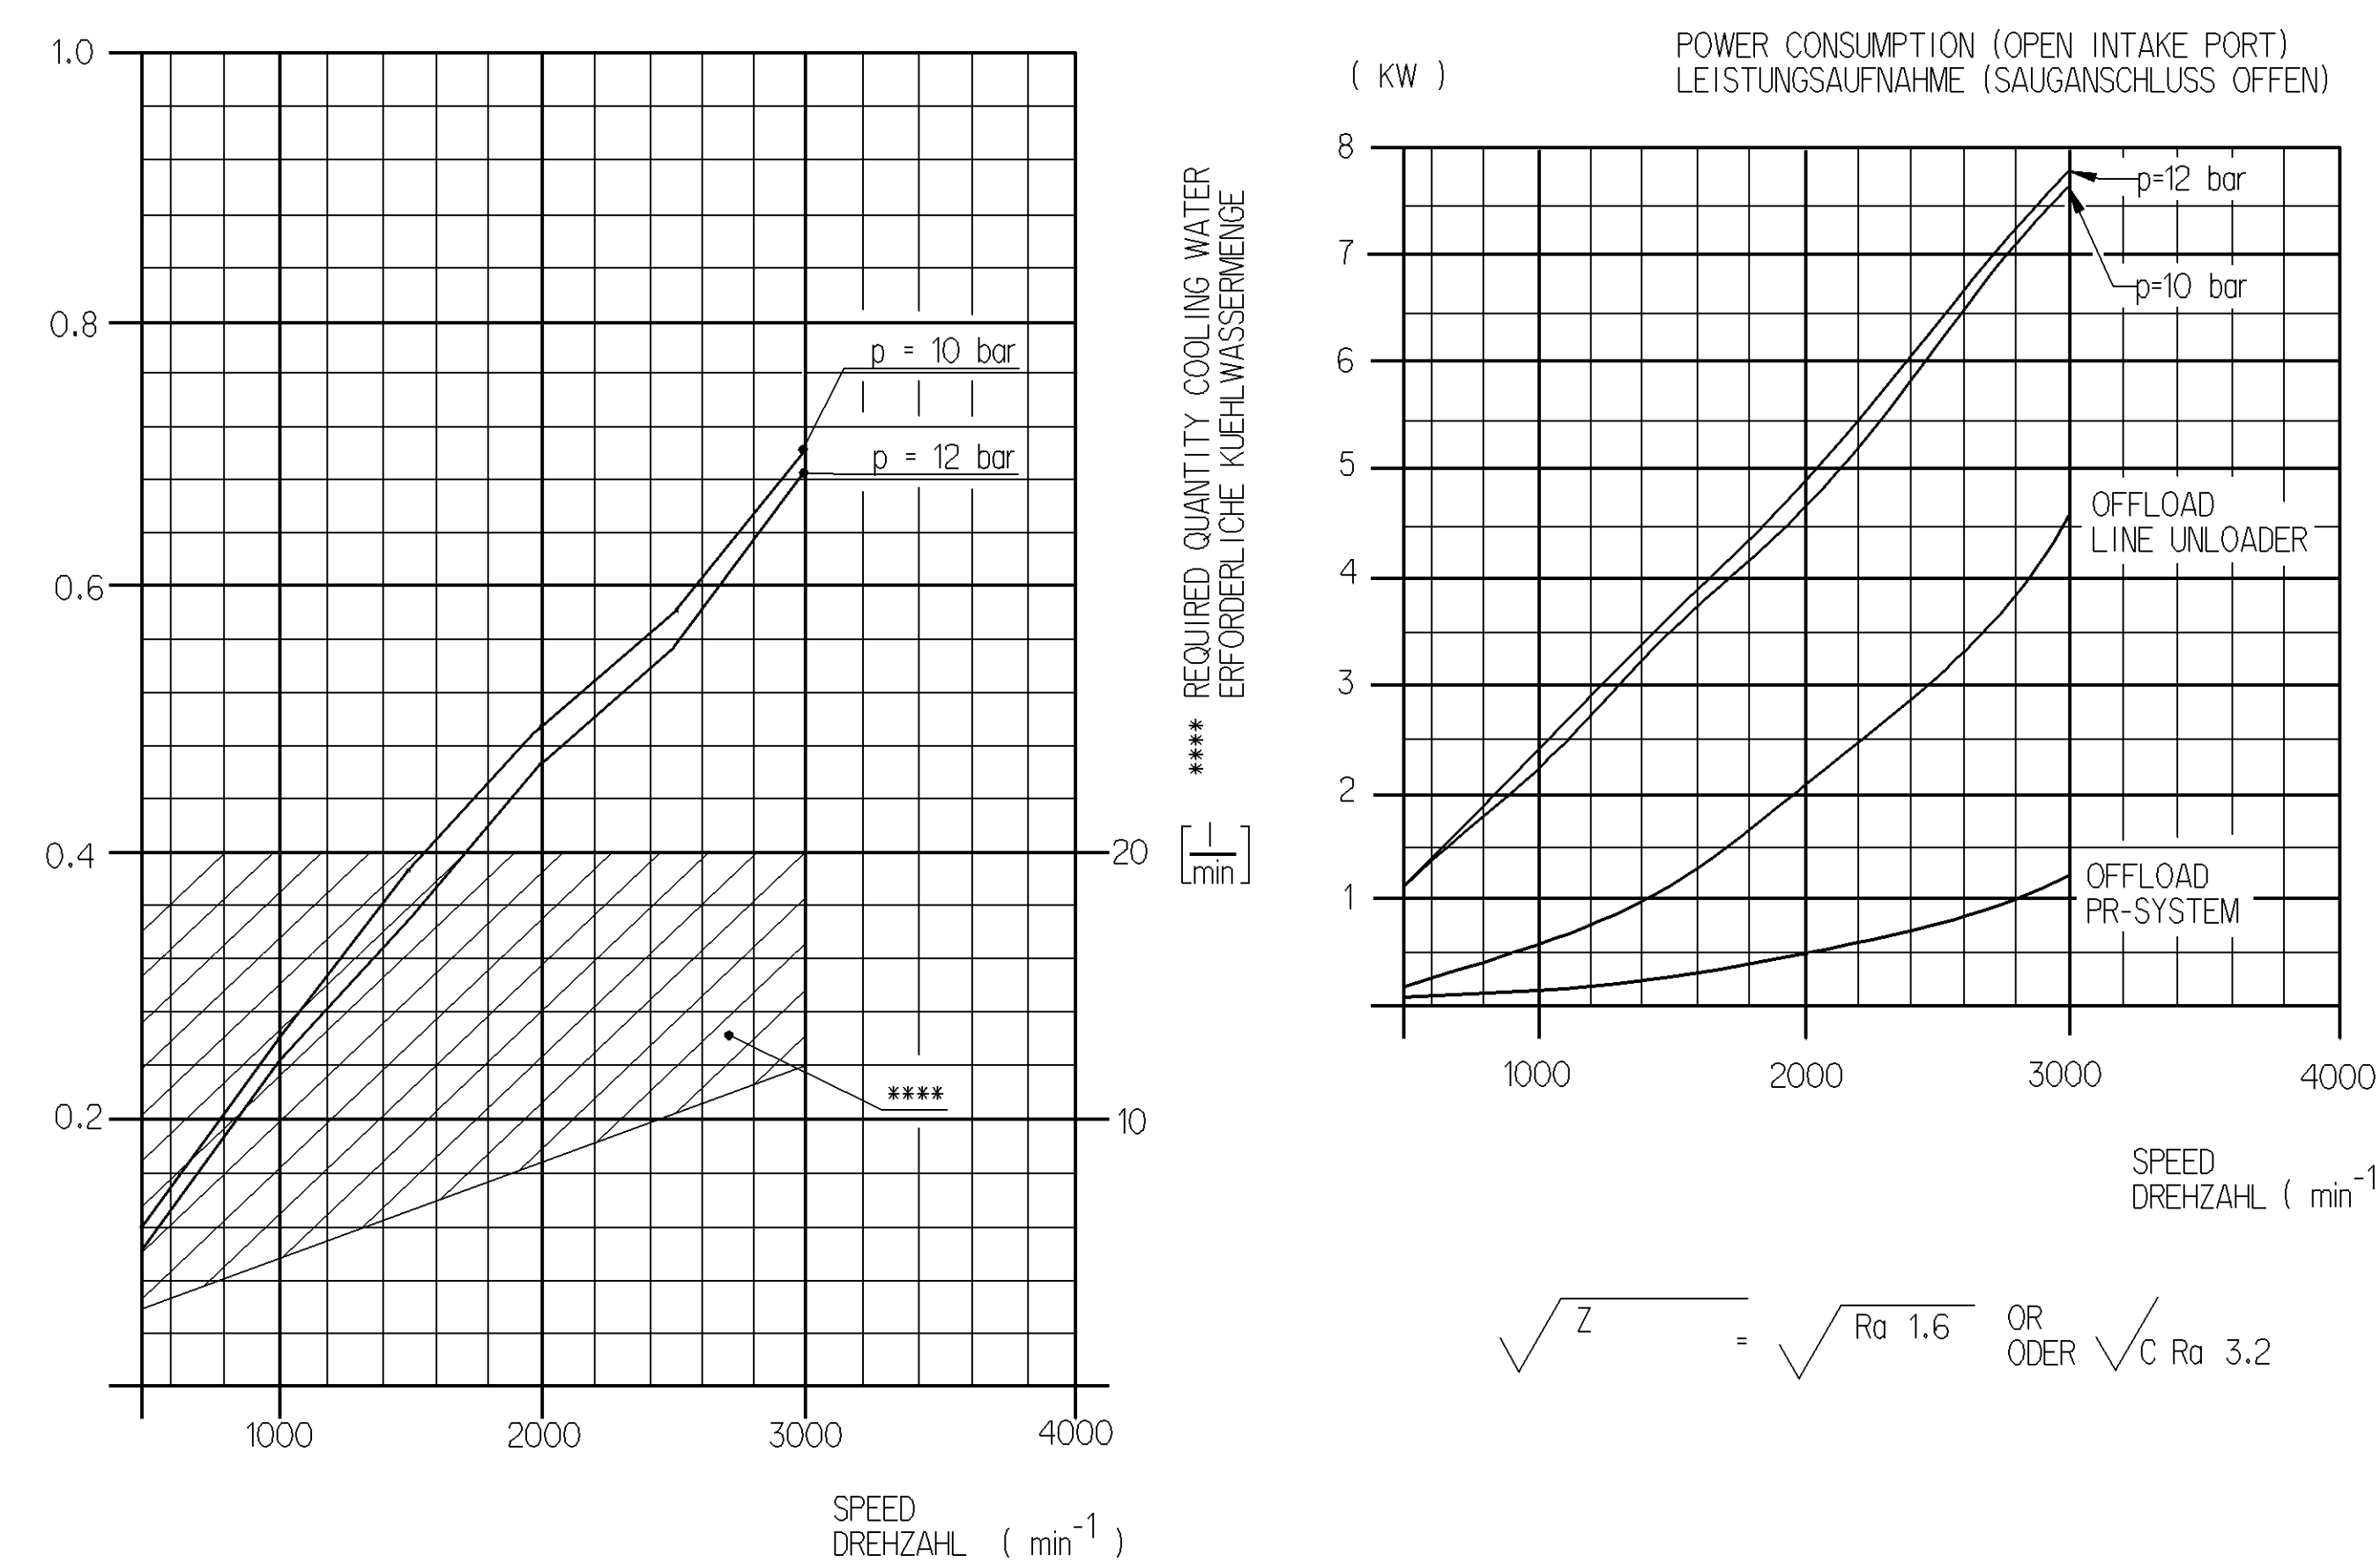 1.0
0.8
0.6
0.4
0.2
p = 10 bar
p = 12 bar
****
20
10
1000 2000 3000 4000
SPEED
DREHZAHL ( min-1 )
**** REQUIRED QUANTITY COOLING WATER
ERFORDERLICHE KUEHLWASSERMENGE
[ l
min ]
( KW )
POWER CONSUMPTION (OPEN INTAKE PORT)
LEISTUNGSAUFNAHME (SAUGANSCHLUSS OFFEN)
8
7
6
5
4
3
2
1
p=12 bar
p=10 bar
OFFLOAD
LINE UNLOADER
OFFLOAD
PR-SYSTEM
1000 2000 3000 4000
SPEED
DREHZAHL ( min-1
√Z = √Ra 1.6 OR
ODER √C Ra 3.2